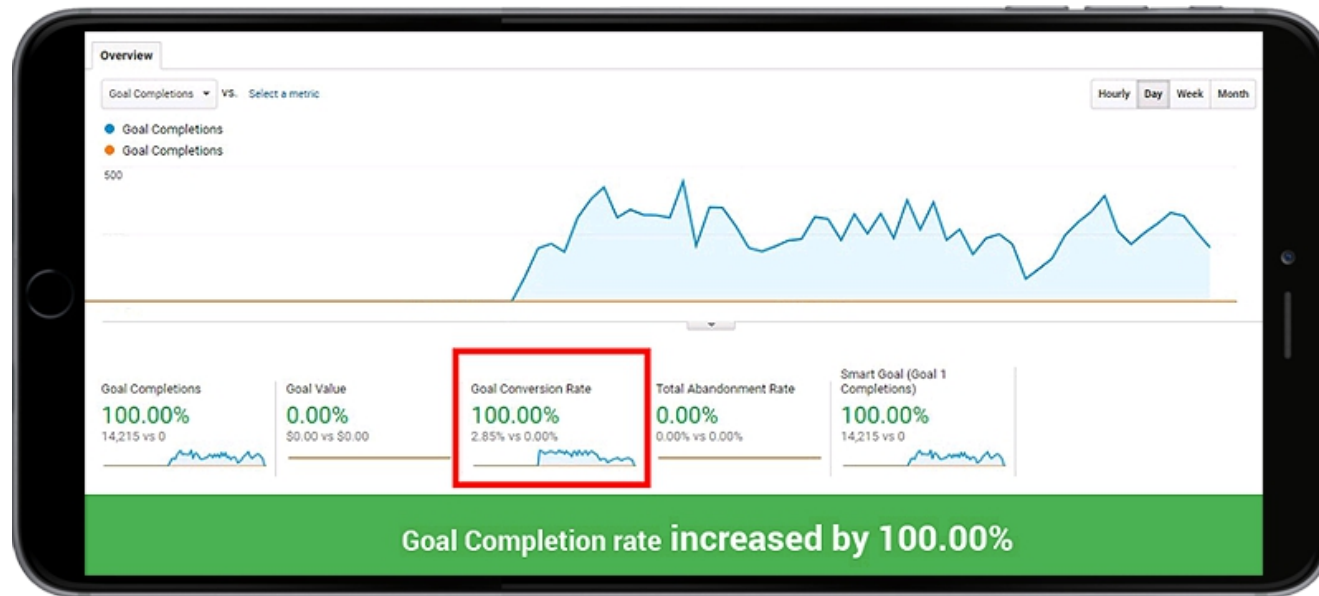 Overview
Goal Completions VS. Select a metric
Hourly Day Week Month
Goal Completions
Goal Completions
500
Goal Completions
100.00%
14,215 vs 0
Goal Value
0.00%
$0.00 vs $0.00
Goal Conversion Rate
100.00%
2.85% vs 0.00%
Total Abandonment Rate
0.00%
0.00% vs 0.00%
Smart Goal (Goal 1
Completions)
100.00%
14,215 vs 0
Goal Completion rate increased by 100.00%